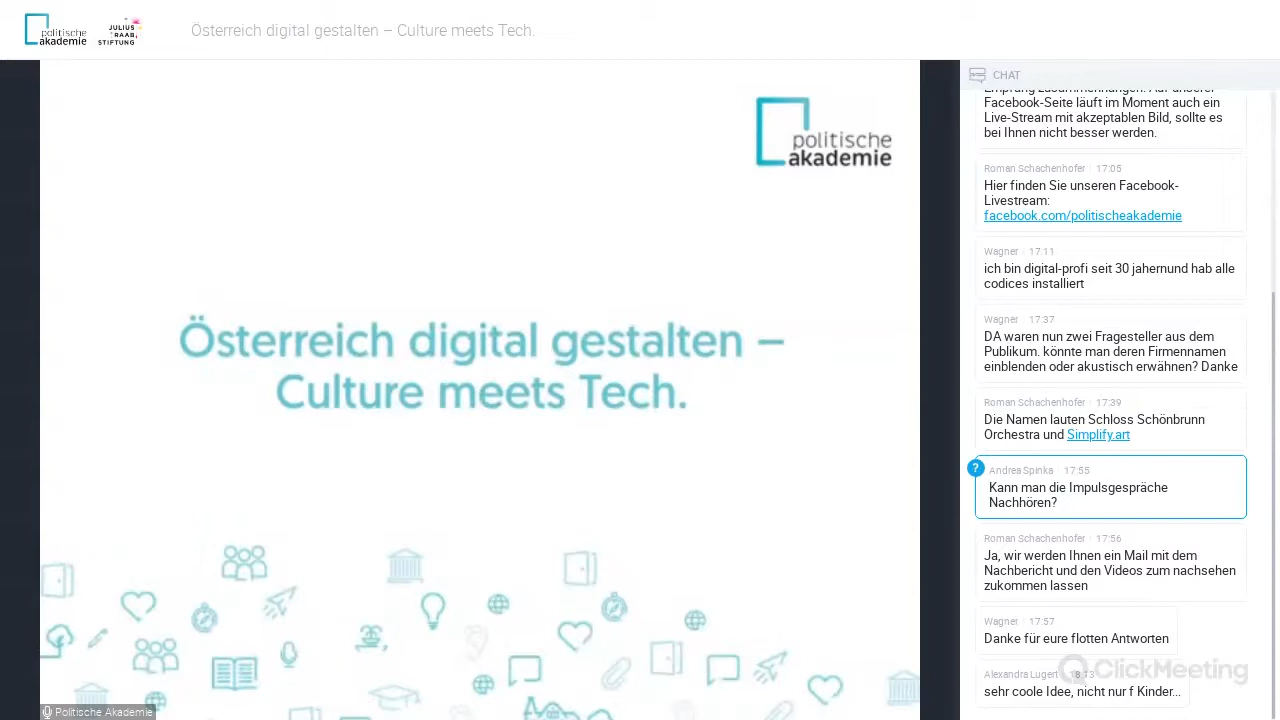 politische
akademie
JULIUS
RAAB
STIFTUNG
Österreich digital gestalten – Culture meets Tech.
politische
akademie
Österreich digital gestalten –
Culture meets Tech.
Politische Akademie
CHAT
Empfang zusammenhängen. Auf unserer
Facebook-Seite läuft im Moment auch ein
Live-Stream mit akzeptablen Bild, sollte es
bei Ihnen nicht besser werden.
Roman Schachenhofer 17:05
Hier finden Sie unseren Facebook-
Livestream:
facebook.com/politischeakademie
Wagner 17:11
ich bin digital-profi seit 30 jahernund hab alle
codices installiert
Wagner 17:37
DA waren nun zwei Fragesteller aus dem
Publikum. könnte man deren Firmennamen
einblenden oder akustisch erwähnen? Danke
Roman Schachenhofer 17:39
Die Namen lauten Schloss Schönbrunn
Orchestra und Simplify.art
?
Andrea Spinka 17:55
Kann man die Impulsgespräche
Nachhören?
Roman Schachenhofer 17:56
Ja, wir werden Ihnen ein Mail mit dem
Nachbericht und den Videos zum nachsehen
zukommen lassen
Wagner 17:57
Danke für eure flotten Antworten
Alexandra Lugert 18:13
sehr coole Idee, nicht nur f Kinder...
ClickMeeting